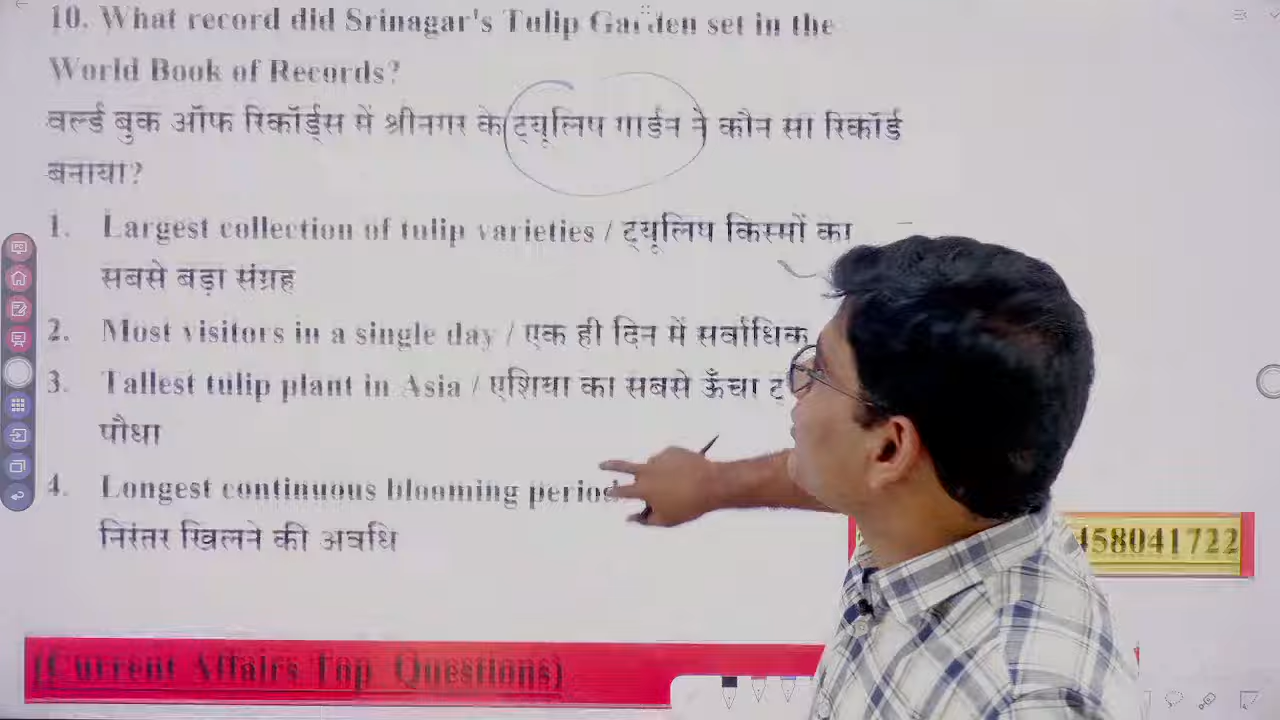 10. What record did Srinagar's Tulip Garden set in the
World Book of Records?
वर्ल्ड बुक ऑफ रिकॉर्ड्स में श्रीनगर के ट्यूलिप गार्डन ने कौन सा रिकॉर्ड
बनाया?
1. Largest collection of tulip varieties / ट्यूलिप किस्मों का
सबसे बड़ा संग्रह
2. Most visitors in a single day / एक ही दिन में सर्वाधिक
3. Tallest tulip plant in Asia / एशिया का सबसे ऊँचा
पौधा
4. Longest continuous blooming period
निरंतर खिलने की अवधि
458041722
(Current Affairs Top Questions)